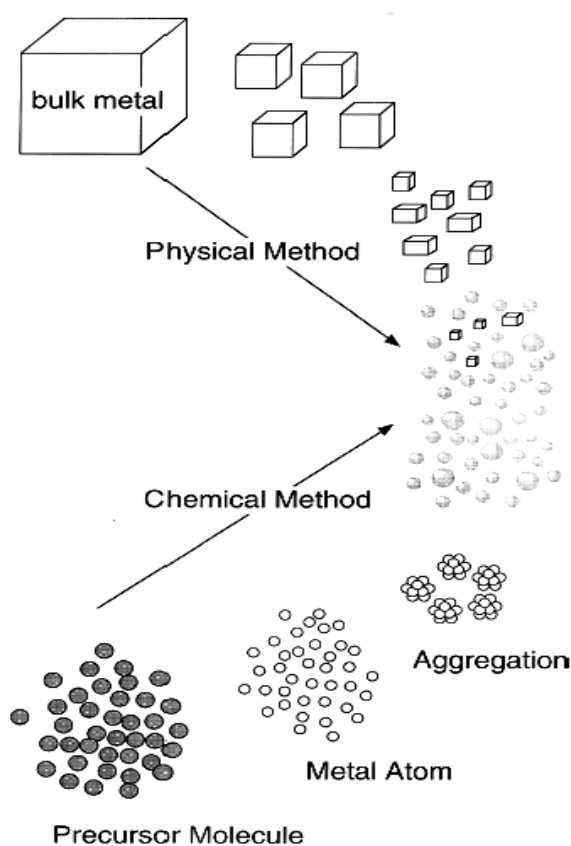 bulk metal
Physical Method
Chemical Method
Aggregation
Metal Atom
Precursor Molecule